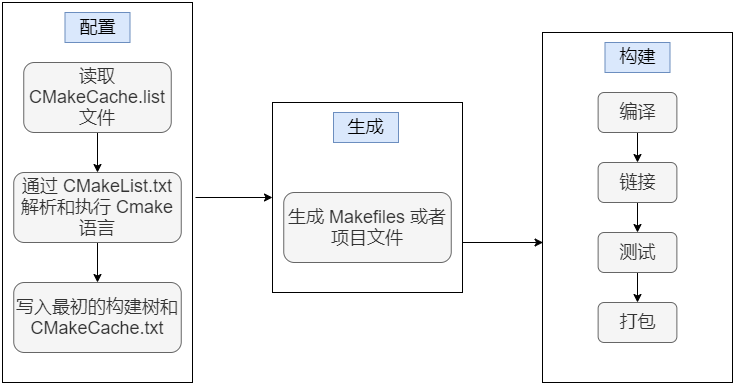 配置
读取
CMakeCache.list
文件
通过 CMakeList.txt
解析和执行 Cmake
语言
写入最初的构建树和
CMakeCache.txt
生成
生成 Makefiles 或者
项目文件
构建
编译
链接
测试
打包